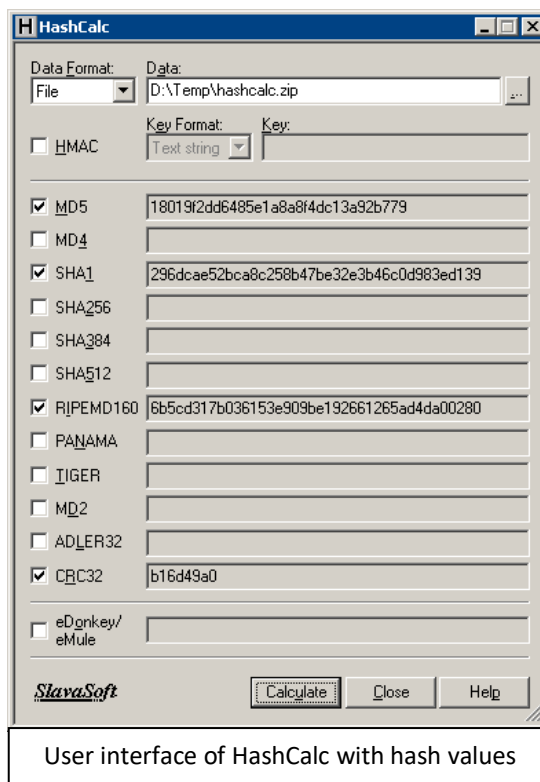 HashCalc
Data Format: Data:
File D:\Temp\hashcalc.zip ...
Key Format: Key:
HMAC Text string
MD5 18019f2dd6485e1a8a8f4dc13a92b779
MD4
SHA1 296dcae52bca8c258b47be32e3b46c0d983ed139
SHA256
SHA384
SHA512
RIPEMD160 6b5cd317b036153e909be192661265ad4da00280
PANAMA
TIGER
MD2
ADLER32
CRC32 b16d49a0
eDonkey/
eMule
SlavaSoft Calculate Close Help
User interface of HashCalc with hash values